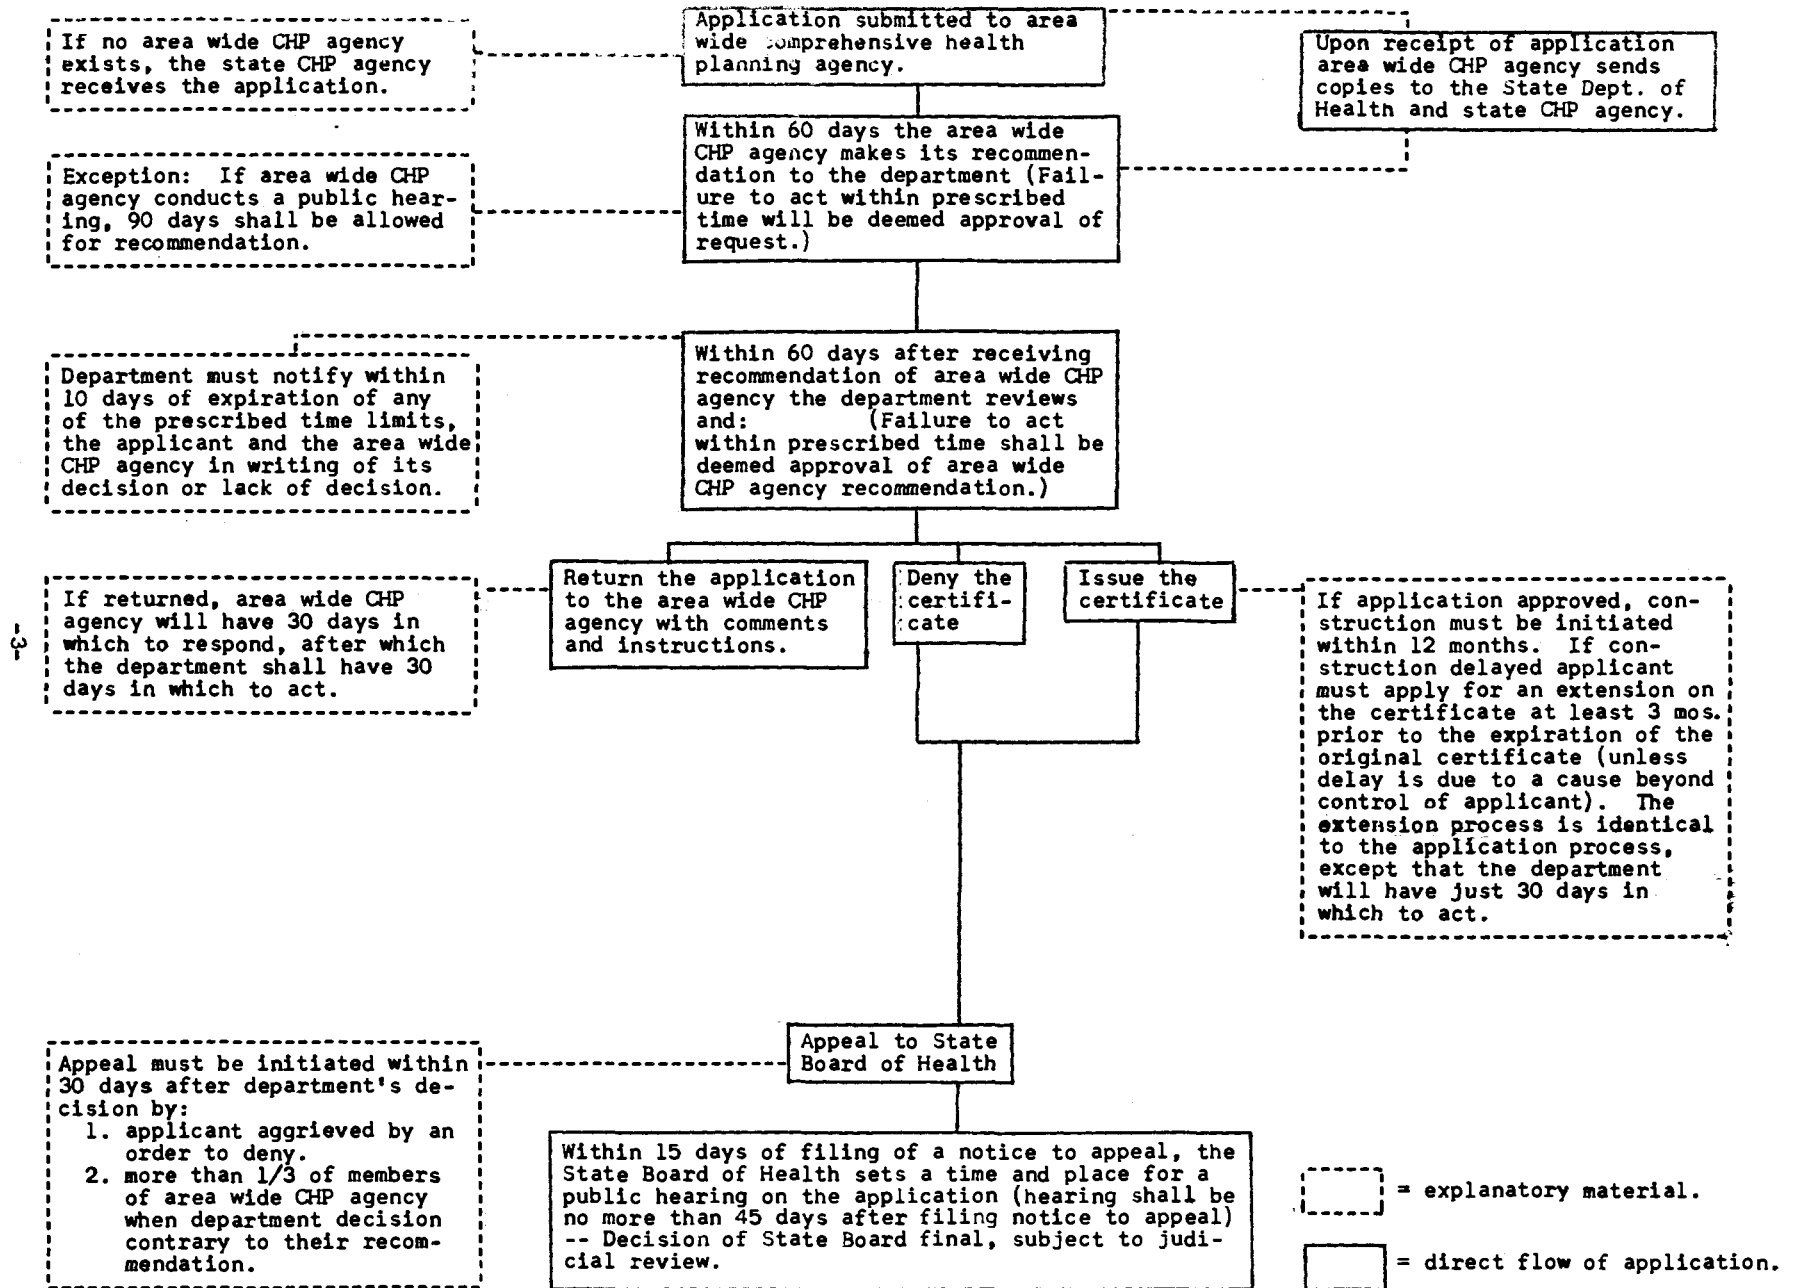 If no area wide CHP agency
exists, the state CHP agency
receives the application.
Application submitted to area
wide comprehensive health
planning agency.
Upon receipt of application
area wide CHP agency sends
copies to the State Dept. of
Health and state CHP agency.
Exception: If area wide CHP
agency conducts a public hear-
ing, 90 days shall be allowed
for recommendation.
Within 60 days the area wide
CHP agency makes its recommen-
dation to the department (Fail-
ure to act within prescribed
time will be deemed approval of
request.)
Department must notify within
10 days of expiration of any
of the prescribed time limits,
the applicant and the area wide
CHP agency in writing of its
decision or lack of decision.
Within 60 days after receiving
recommendation of area wide CHP
agency the department reviews
and: (Failure to act
within prescribed time shall be
deemed approval of area wide
CHP agency recommendation.)
-3-
If returned, area wide CHP
agency will have 30 days in
which to respond, after which
the department shall have 30
days in which to act.
Return the application
to the area wide CHP
agency with comments
and instructions.
Deny the
certifi-
cate
Issue the
certificate
If application approved, con-
struction must be initiated
within 12 months. If con-
struction delayed applicant
must apply for an extension on
the certificate at least 3 mos.
prior to the expiration of the
original certificate (unless
delay is due to a cause beyond
control of applicant). The
extension process is identical
to the application process,
except that the department
will have just 30 days in
which to act.
Appeal must be initiated within
30 days after department's de-
cision by:
1. applicant aggrieved by an
order to deny.
2. more than 1/3 of members
of area wide CHP agency
when department decision
contrary to their recom-
mendation.
Appeal to State
Board of Health
Within 15 days of filing of a notice to appeal, the
State Board of Health sets a time and place for a
public hearing on the application (hearing shall be
no more than 45 days after filing notice to appeal)
-- Decision of State Board final, subject to judi-
cial review.
= explanatory material.
= direct flow of application.